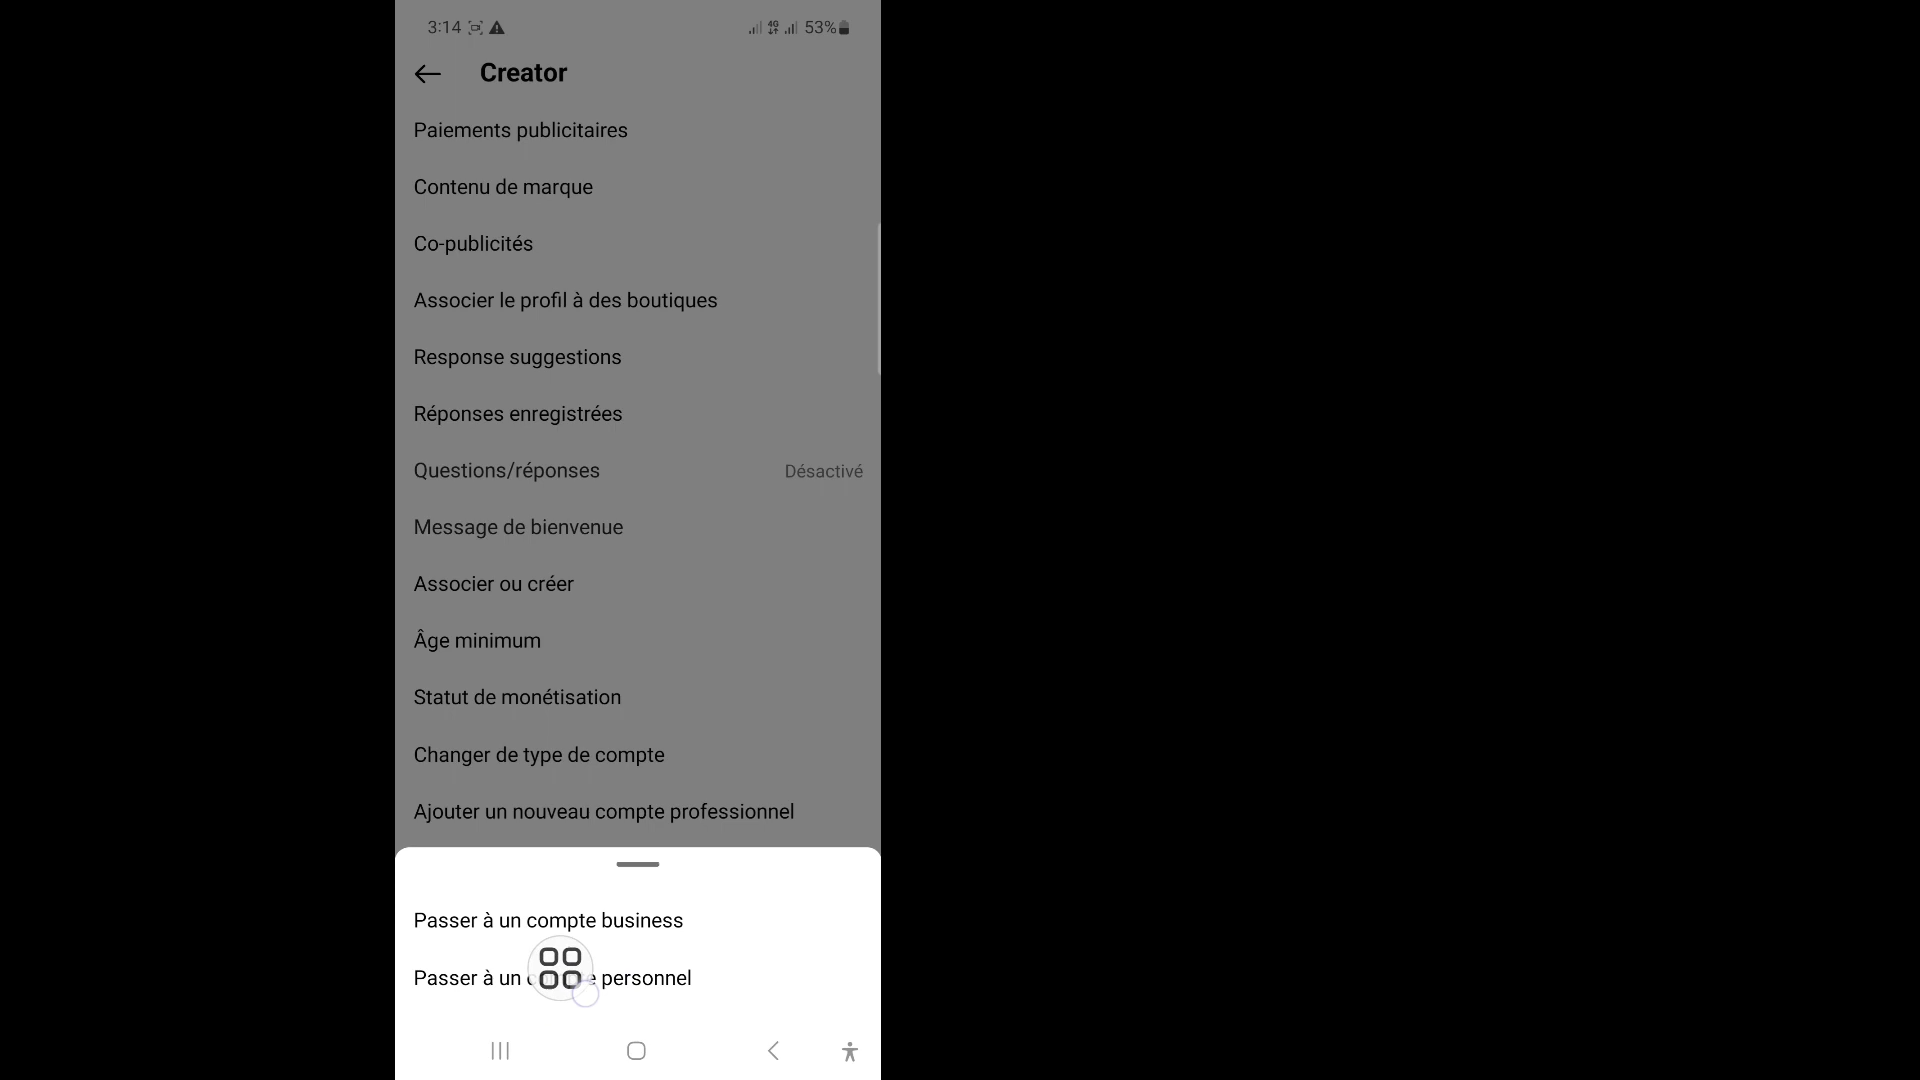 3:14 4G 53%
Creator
Paiements publicitaires
Contenu de marque
Co-publicités
Associer le profil à des boutiques
Response suggestions
Réponses enregistrées
Questions/réponses Désactivé
Message de bienvenue
Associer ou créer
Âge minimum
Statut de monétisation
Changer de type de compte
Ajouter un nouveau compte professionnel
Passer à un compte business
Passer à un compte personnel